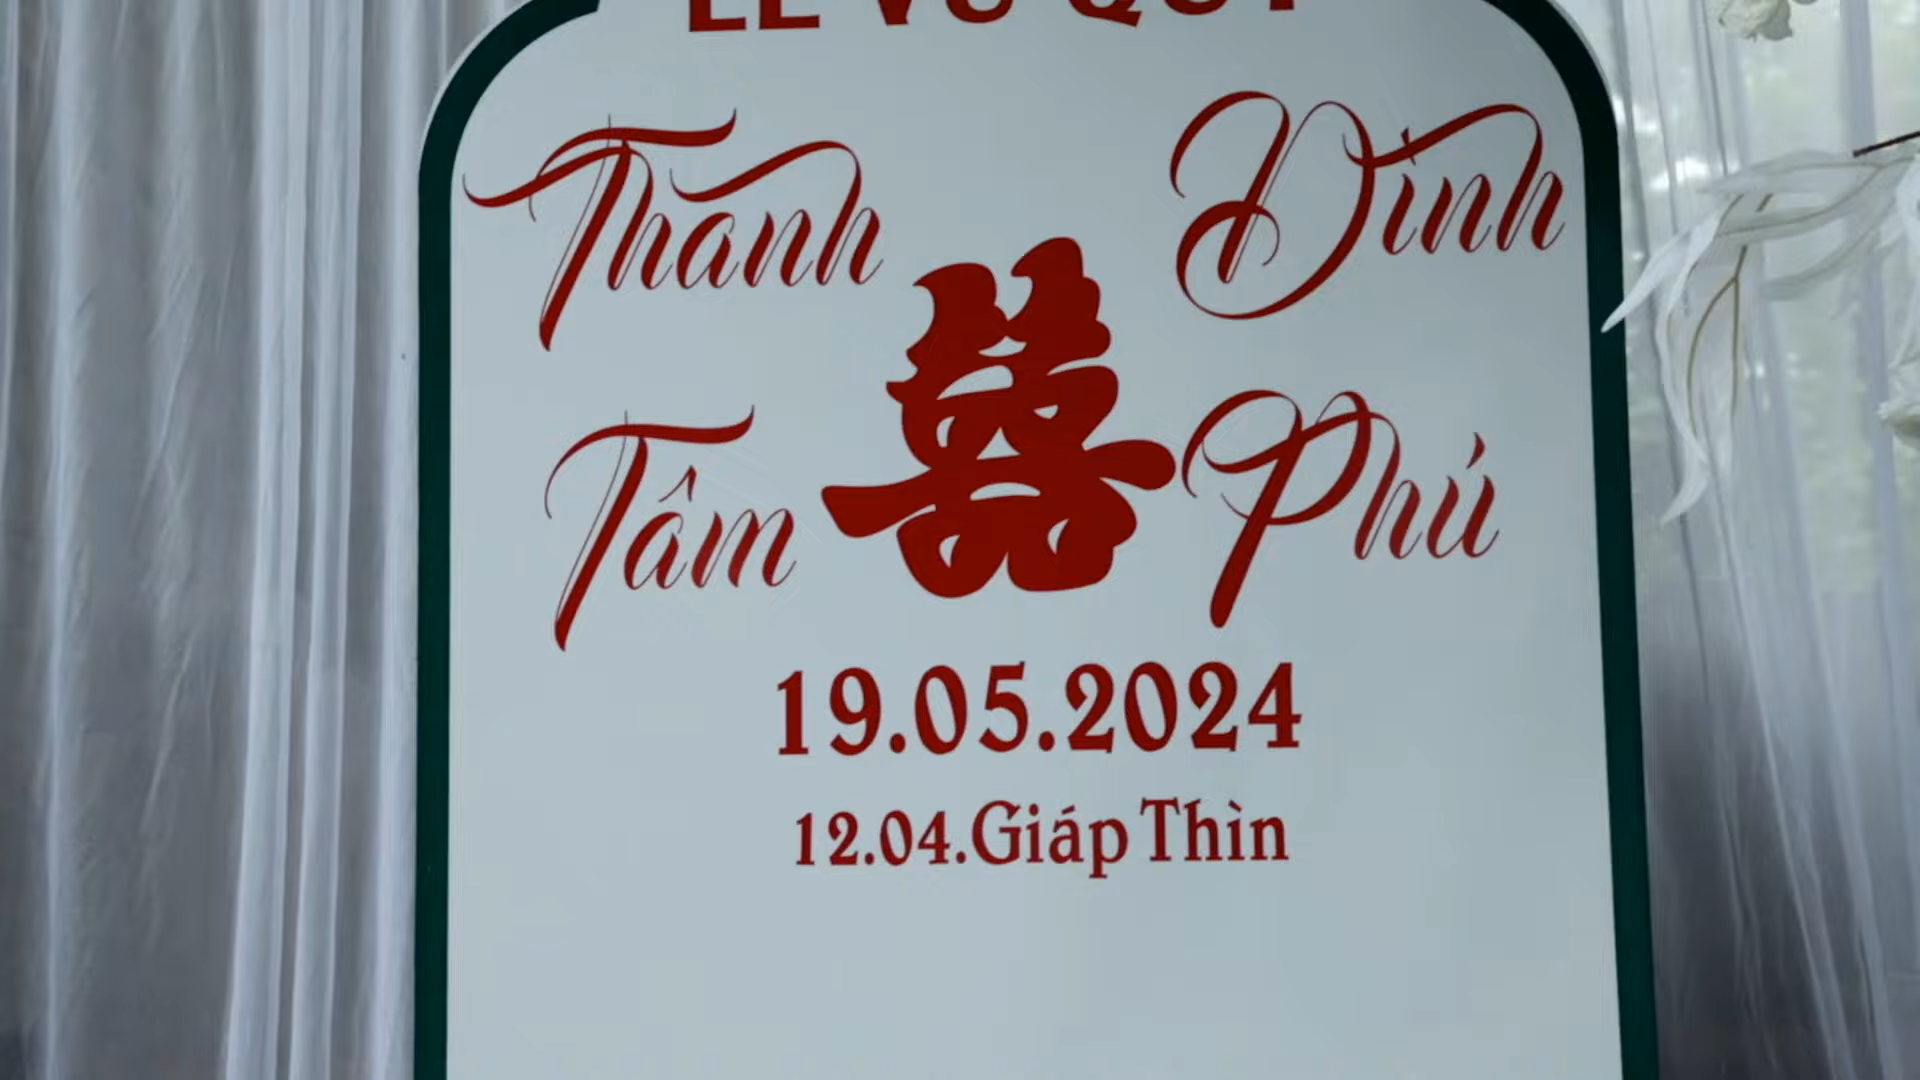 LỄ VU QUY
Thanh Đình
Tâm 囍 Phú
19.05.2024
12.04.Giáp Thìn